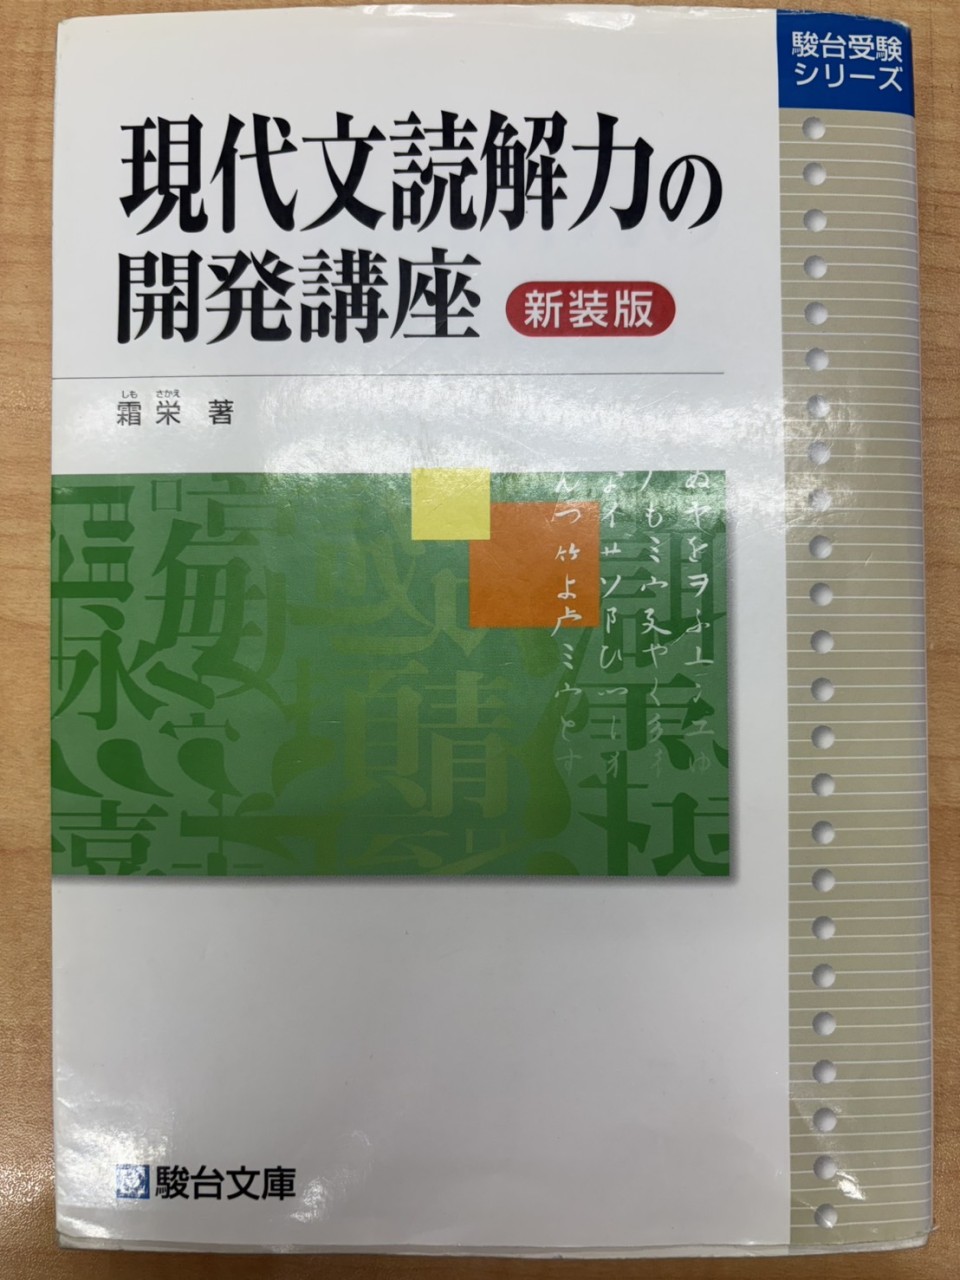 駿台受験
シリーズ
現代文読解力の
開発講座
新装版
しも さかえ
霜 栄 著
駿台文庫